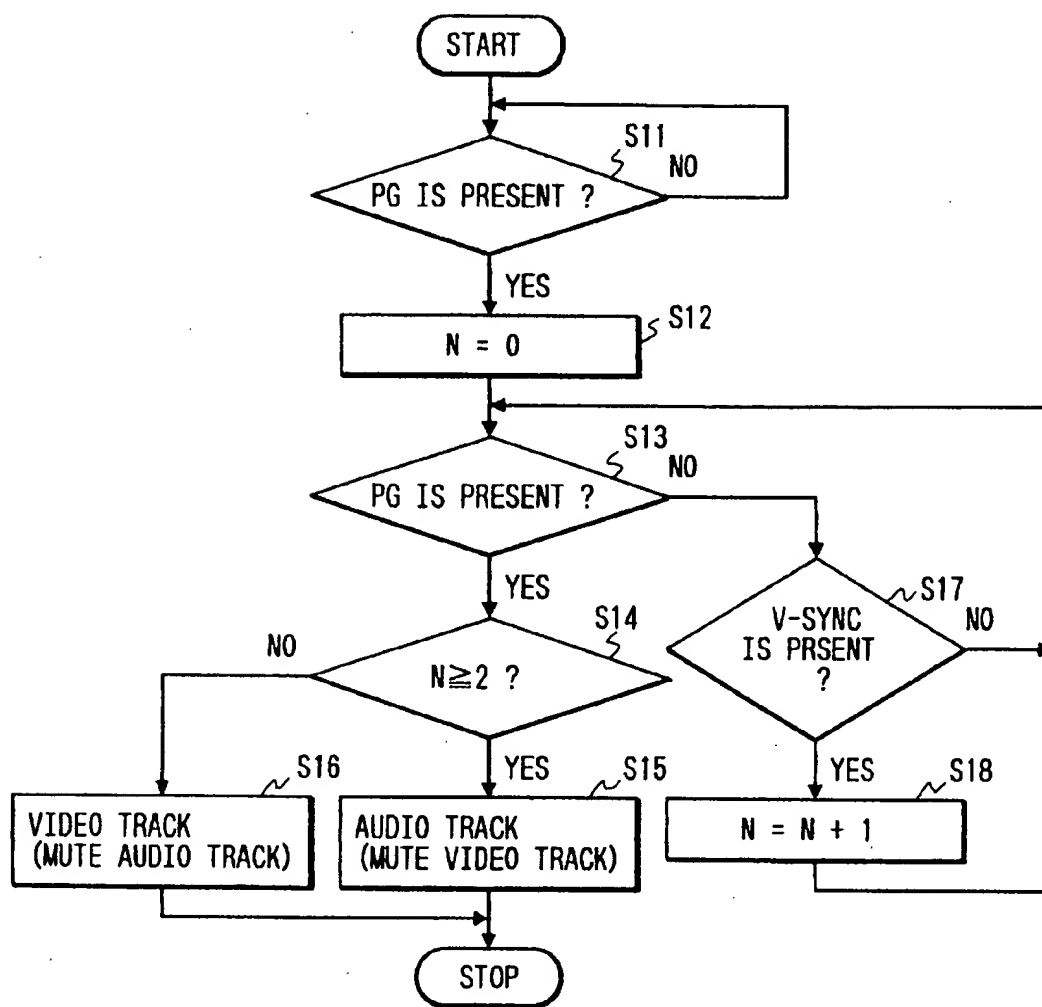 START
S11
NO
PG IS PRESENT ?
YES
S12
N = 0
S13
NO
PG IS PRESENT ?
YES
S17
V-SYNC
IS PRSENT
?
NO
S14
NO
N≧2 ?
YES
YES
S16
VIDEO TRACK
(MUTE AUDIO TRACK)
S15
AUDIO TRACK
(MUTE VIDEO TRACK)
S18
N = N + 1
STOP